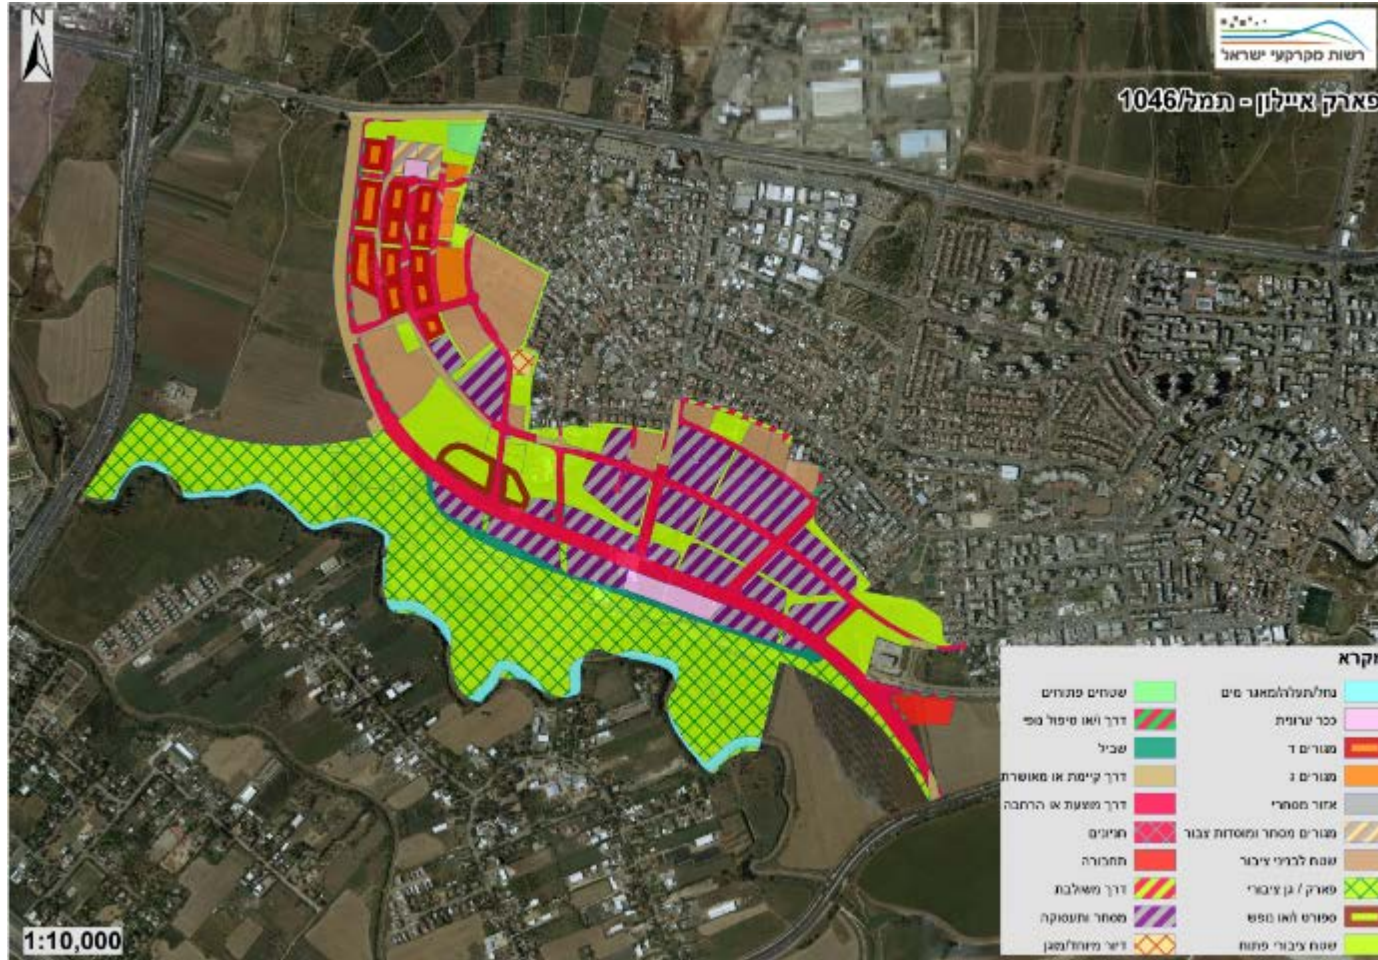 N
רשות מקרקעי ישראל
פארק איילון - תמל/1046
מקרא
נחל/תעלה/מאגר מים
שטחים פתוחים
ככר עירונית
דרך ו/או טיפול נופי
מגורים ד
שביל
מגורים ג
דרך קיימת או מאושרת
אזור מסחרי
דרך מוצעת או הרחבה
מגורים מסחר ומוסדות צבור
חניונים
שטח לבניני ציבור
תחבורה
פארק / גן ציבורי
דרך משולבת
ספורט ו/או נופש
מסחר ותעסוקה
שטח ציבורי פתוח
דיור מיוחד/מוגן
1:10,000